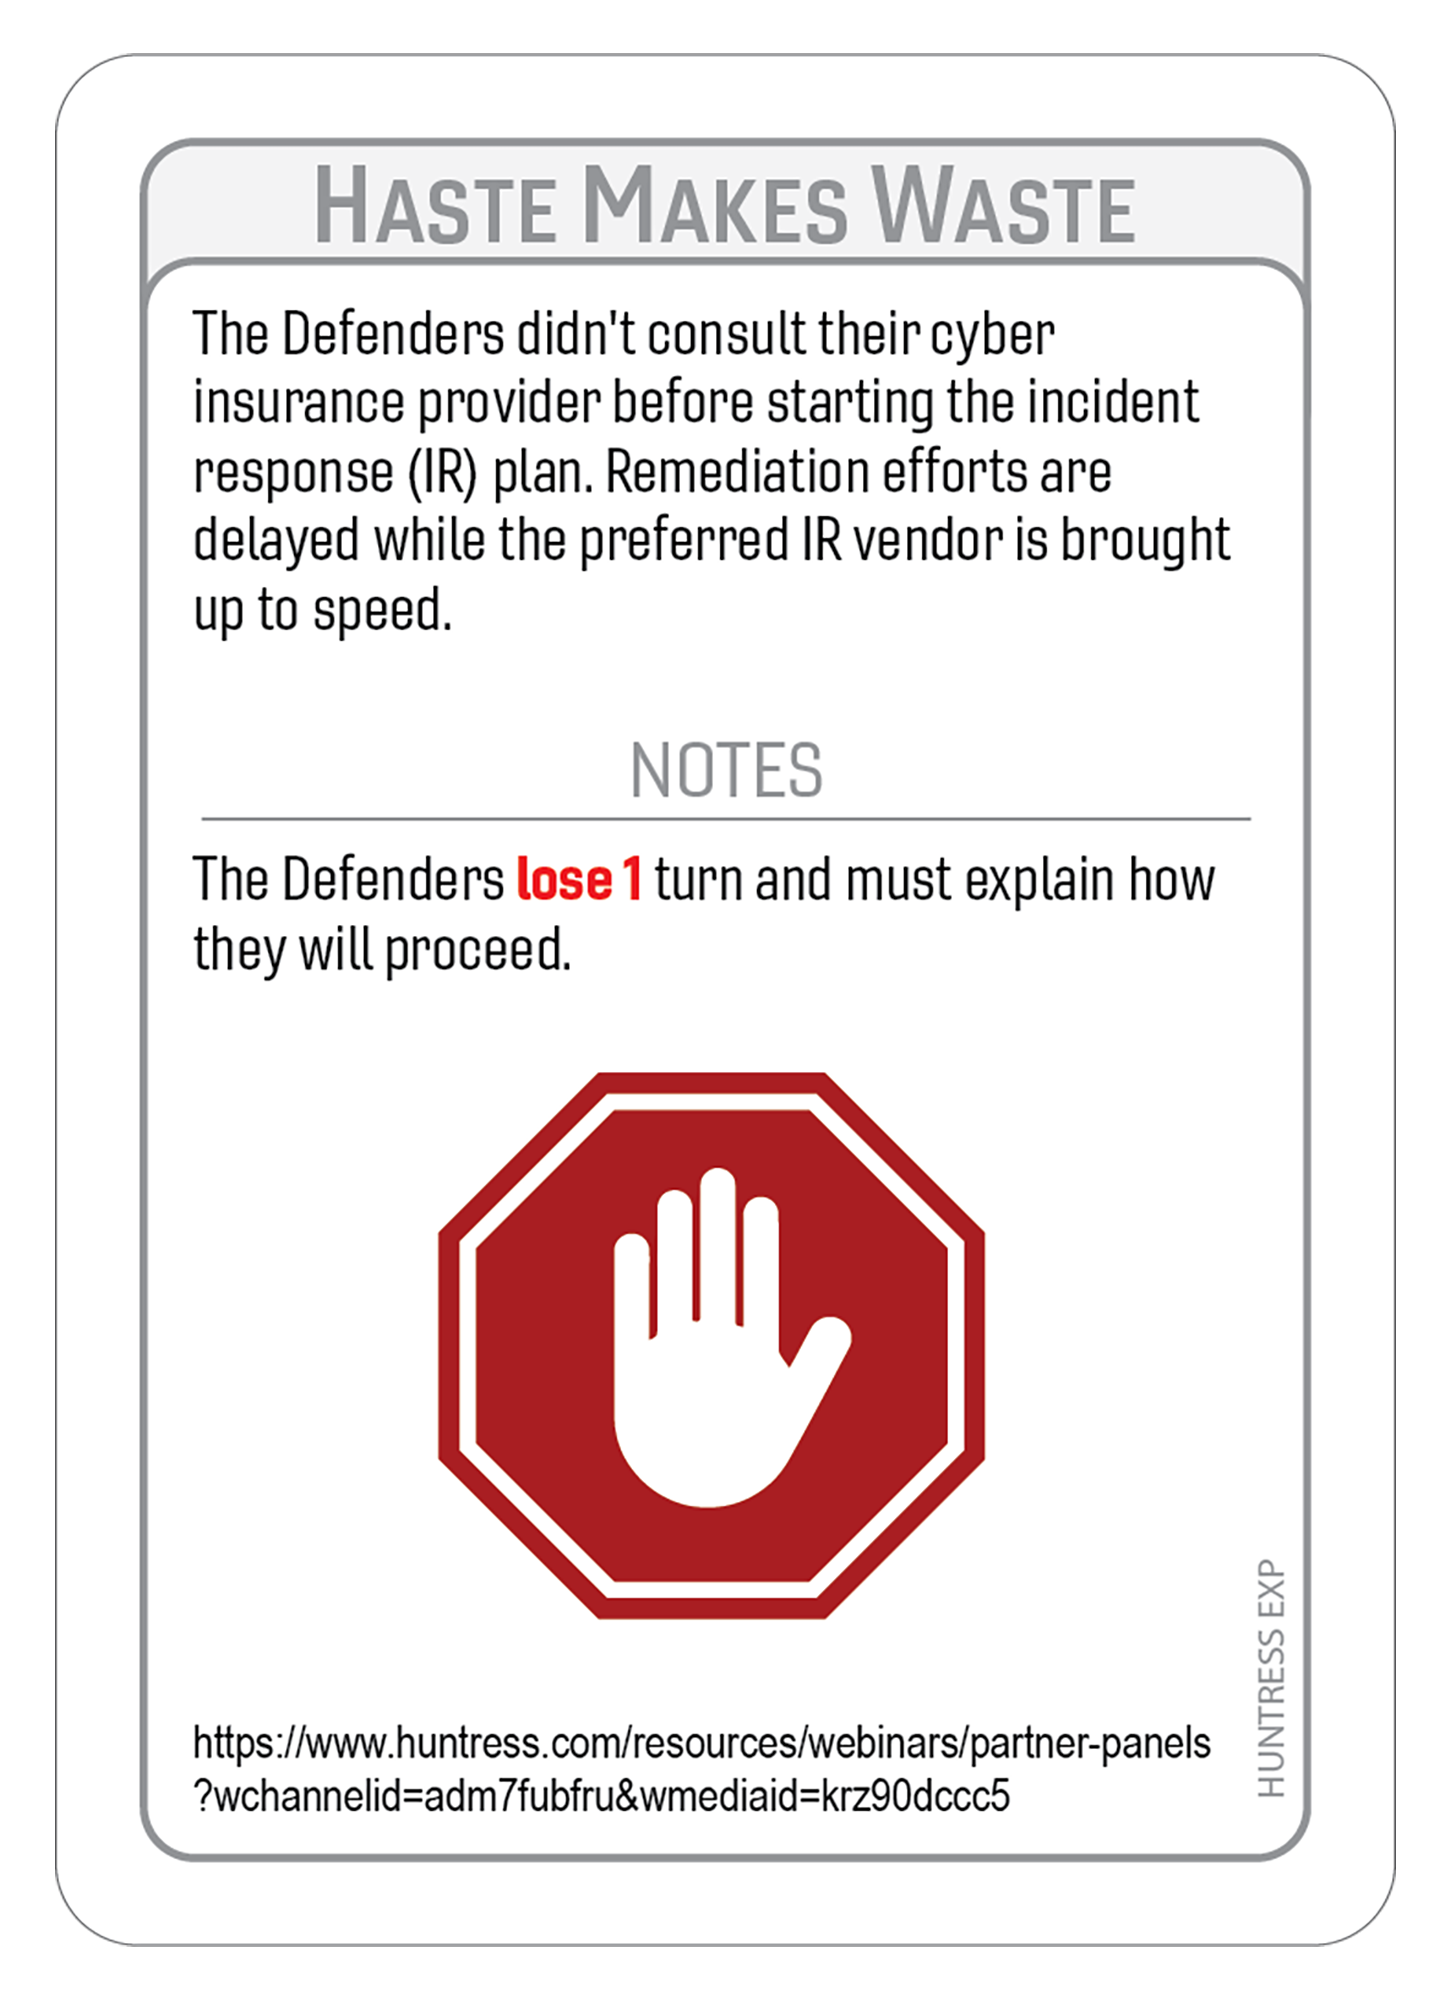 HASTE MAKES WASTE
The Defenders didn't consult their cyber
insurance provider before starting the incident
response (IR) plan. Remediation efforts are
delayed while the preferred IR vendor is brought
up to speed.
NOTES
The Defenders lose 1 turn and must explain how
they will proceed.
https://www.huntress.com/resources/webinars/partner-panels
?wchannelid=adm7fubfru&wmediaid=krz90dccc5
HUNTRESS EXP